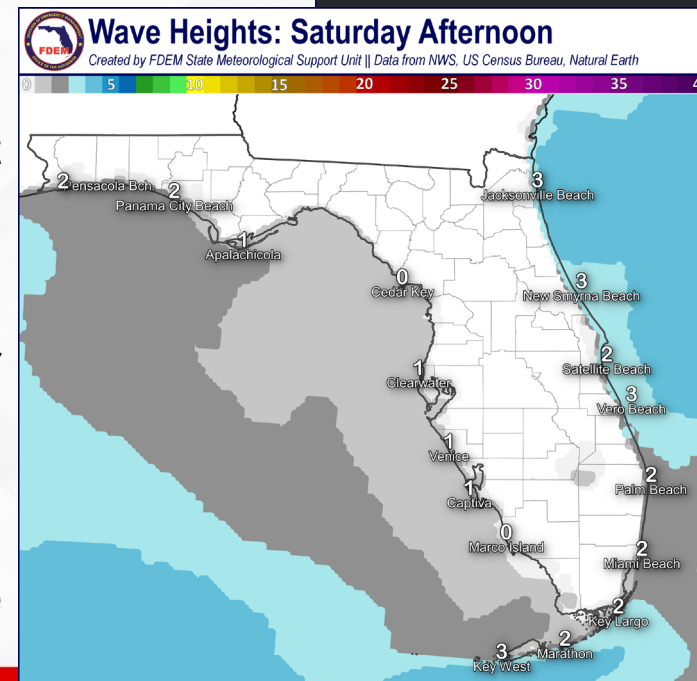 Wave Heights: Saturday Afternoon
FDEM
Created by FDEM State Meteorological Support Unit || Data from NWS, US Census Bureau, Natural Earth
0 5 10 15 20 25 30 35 4
2
Pensacola Bch.
2
Panama City Beach
1
Apalachicola
3
Jacksonville Beach
0
Cedar Key
3
New Smyrna Beach
1
Clearwater
2
Satellite Beach
3
Vero Beach
1
Venice
1
Captiva
2
Palm Beach
0
Marco Island
2
Miami Beach
2
Key Largo
2
Marathon
3
Key West